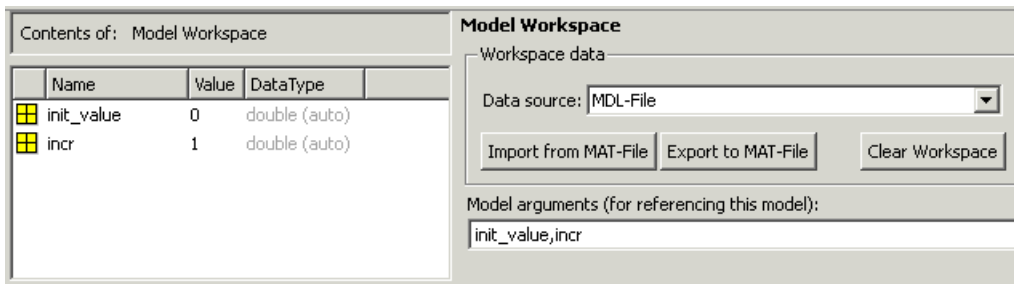 Contents of: Model Workspace
Name Value DataType
init_value 0 double (auto)
incr 1 double (auto)
Model Workspace
Workspace data
Data source: MDL-File
Import from MAT-File Export to MAT-File Clear Workspace
Model arguments (for referencing this model):
init_value,incr